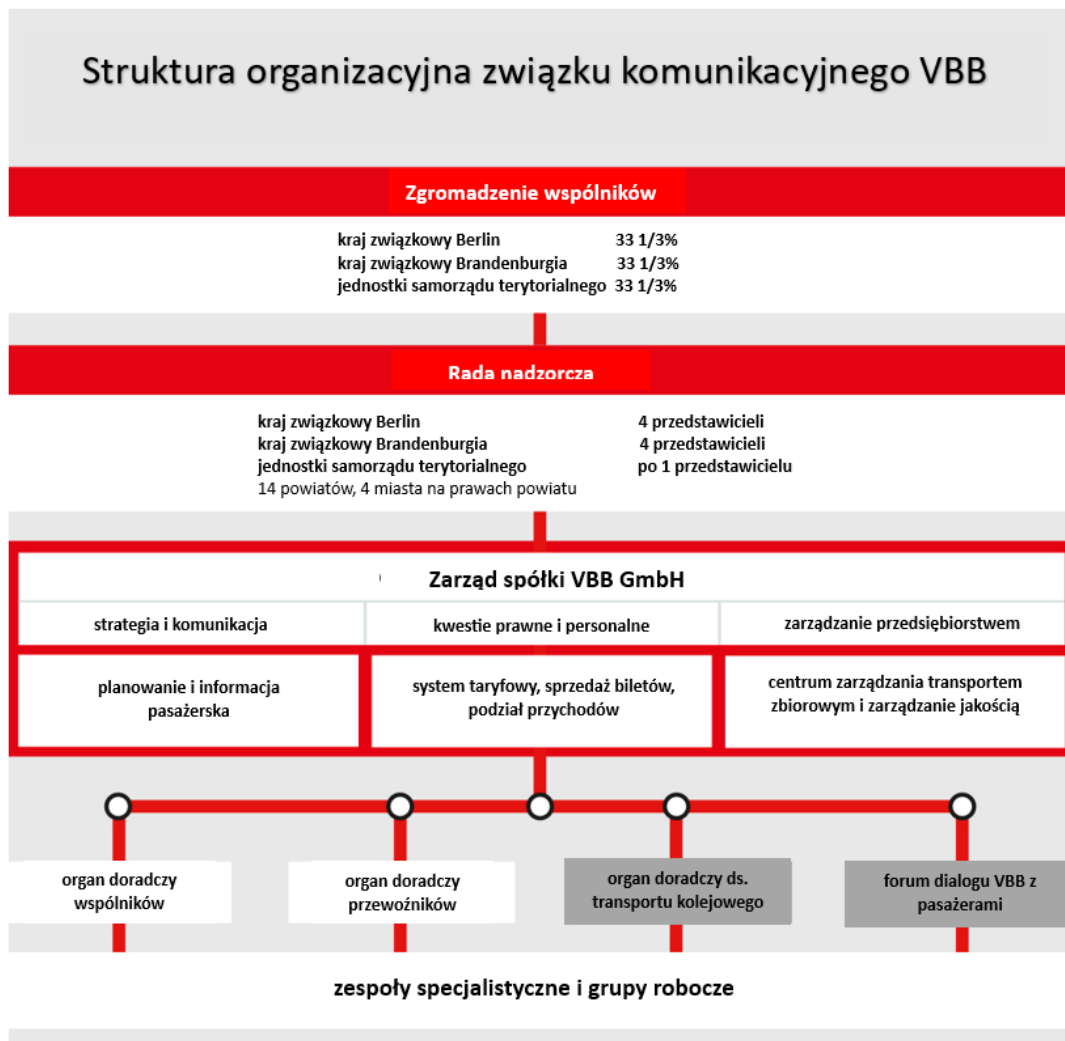 Struktura organizacyjna związku komunikacyjnego VBB
Zgromadzenie wspólników
kraj związkowy Berlin 33 1/3%
kraj związkowy Brandenburgia 33 1/3%
jednostki samorządu terytorialnego 33 1/3%
Rada nadzorcza
kraj związkowy Berlin 4 przedstawicieli
kraj związkowy Brandenburgia 4 przedstawicieli
jednostki samorządu terytorialnego po 1 przedstawicielu
14 powiatów, 4 miasta na prawach powiatu
Zarząd spółki VBB GmbH
strategia i komunikacja
kwestie prawne i personalne
zarządzanie przedsiębiorstwem
planowanie i informacja
pasażerska
system taryfowy, sprzedaż biletów,
podział przychodów
centrum zarządzania transportem
zbiorowym i zarządzanie jakością
organ doradczy
wspólników
organ doradczy
przewoźników
organ doradczy ds.
transportu kolejowego
forum dialogu VBB z
pasażerami
zespoły specjalistyczne i grupy robocze